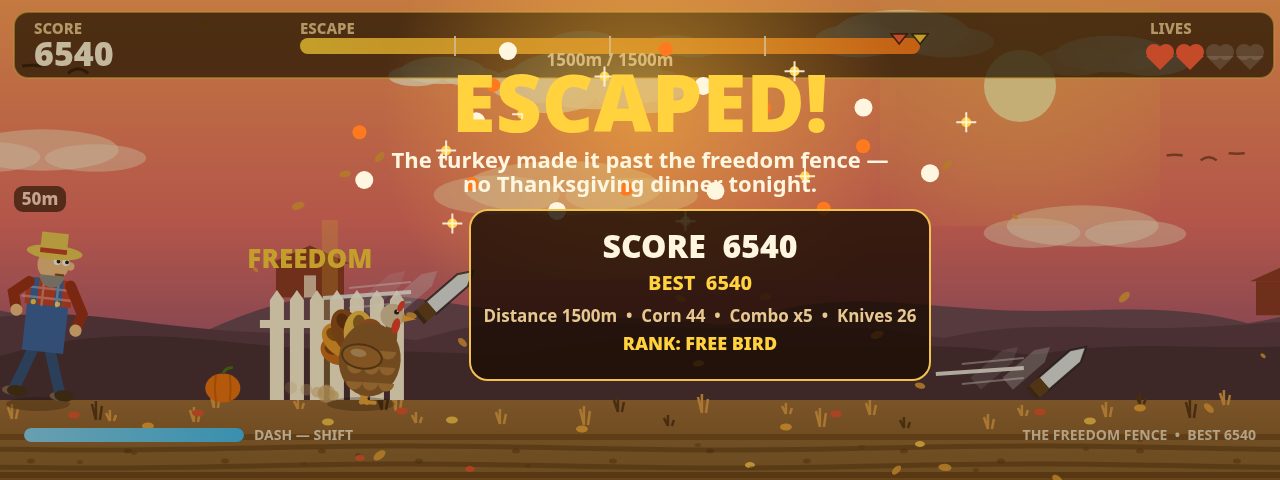 SCORE
6540
ESCAPE
1500m / 1500m
LIVES
ESCAPED!
The turkey made it past the freedom fence —
no Thanksgiving dinner tonight.
50m
FREEDOM
SCORE 6540
BEST 6540
Distance 1500m • Corn 44 • Combo x5 • Knives 26
RANK: FREE BIRD
DASH — SHIFT
THE FREEDOM FENCE • BEST 6540